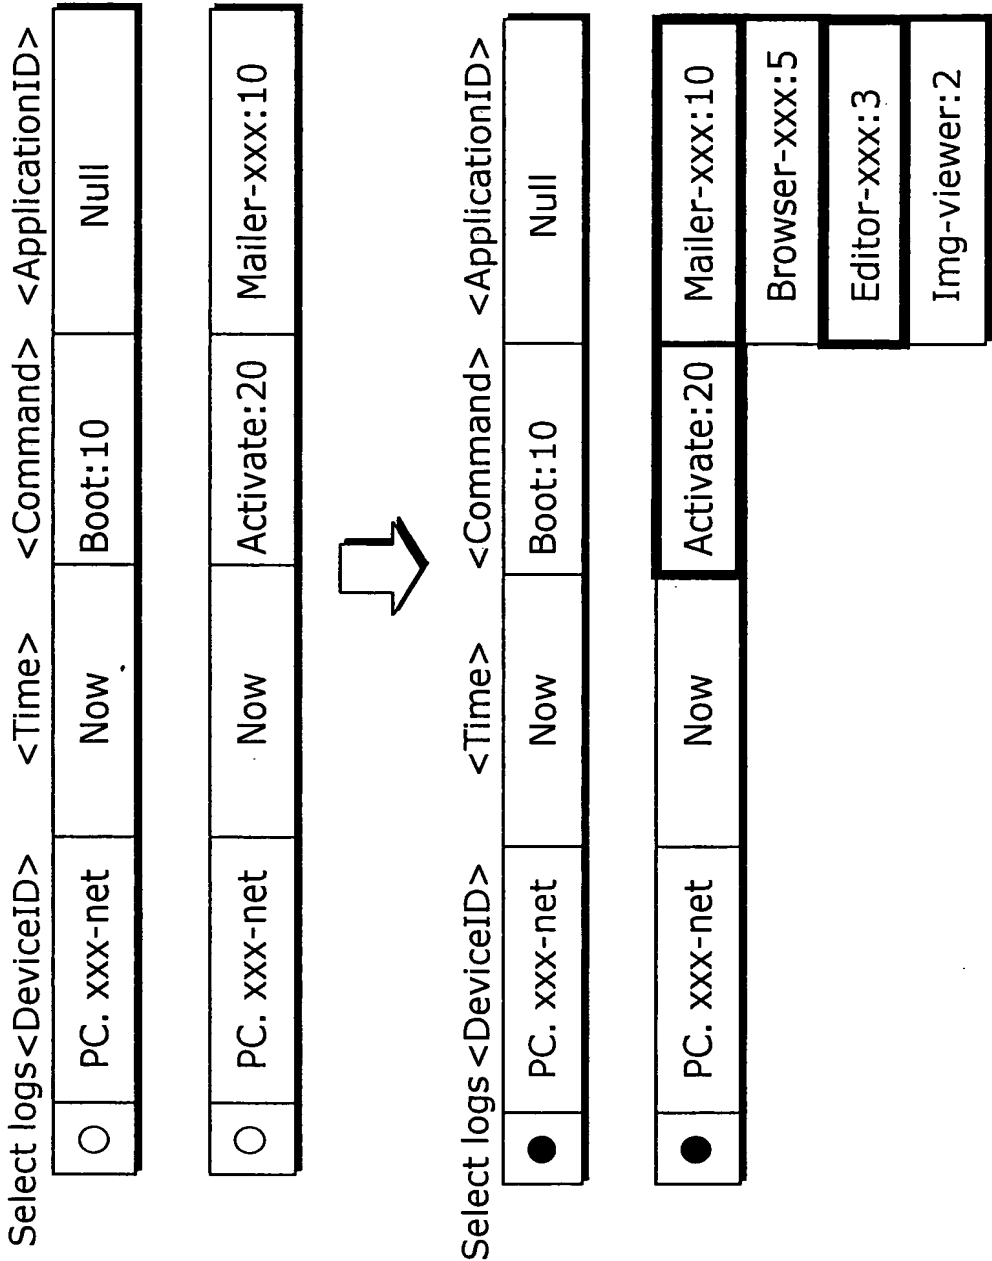 Select logs <DeviceID> <Time> <Command> <ApplicationID>
PC. xxx-net Now Boot:10 Null
PC. xxx-net Now Activate:20 Mailer-xxx:10
Select logs <DeviceID> <Time> <Command> <ApplicationID>
PC. xxx-net Now Boot:10 Null
PC. xxx-net Now Activate:20 Mailer-xxx:10
Browser-xxx:5
Editor-xxx:3
Img-viewer:2